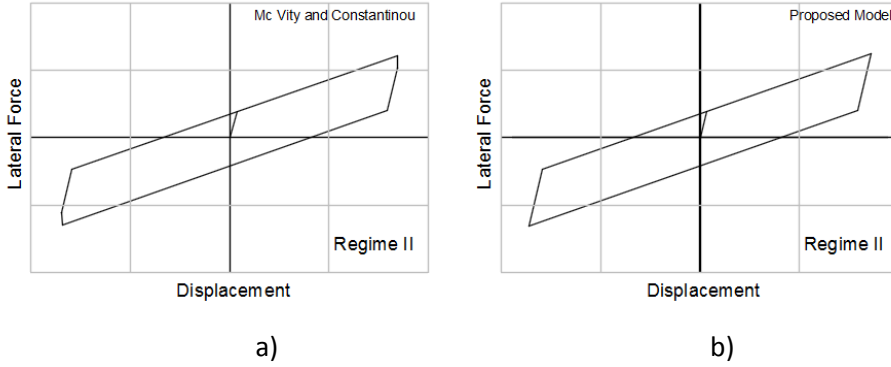 Mc Vity and Constantinou
Lateral Force
Regime II
Displacement
a)
Proposed Model
Lateral Force
Regime II
Displacement
b)